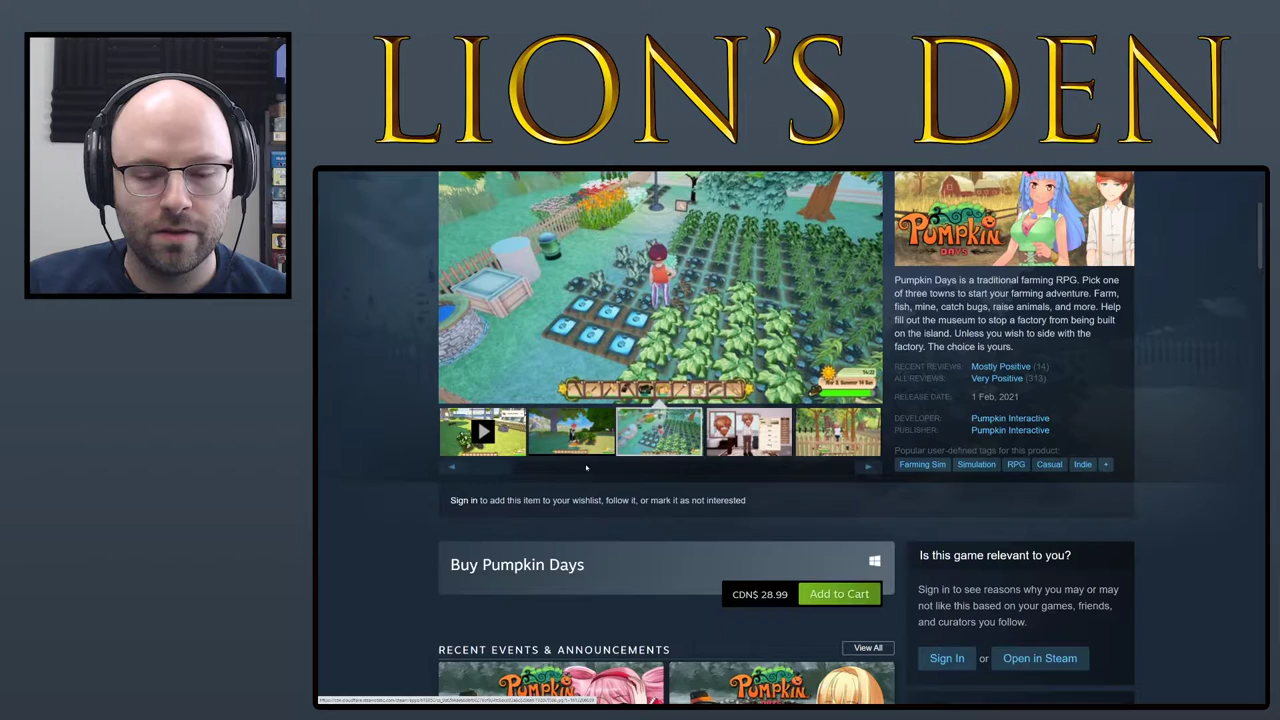 LION'S DEN
PUMPKIN
DAYS
Pumpkin Days is a traditional farming RPG. Pick one
of three towns to start your farming adventure. Farm,
fish, mine, catch bugs, raise animals, and more. Help
fill out the museum to stop a factory from being built
on the island. Unless you wish to side with the
factory. The choice is yours.
RECENT REVIEWS: Mostly Positive (14)
ALL REVIEWS: Very Positive (313)
RELEASE DATE: 1 Feb, 2021
DEVELOPER: Pumpkin Interactive
PUBLISHER: Pumpkin Interactive
Popular user-defined tags for this product:
Farming Sim Simulation RPG Casual Indie +
Sign in to add this item to your wishlist, follow it, or mark it as not interested
Buy Pumpkin Days
CDN$ 28.99 Add to Cart
Is this game relevant to you?
Sign in to see reasons why you may or may
not like this based on your games, friends,
and curators you follow.
Sign In or Open in Steam
RECENT EVENTS & ANNOUNCEMENTS View All
PUMPKIN
PUMPKIN